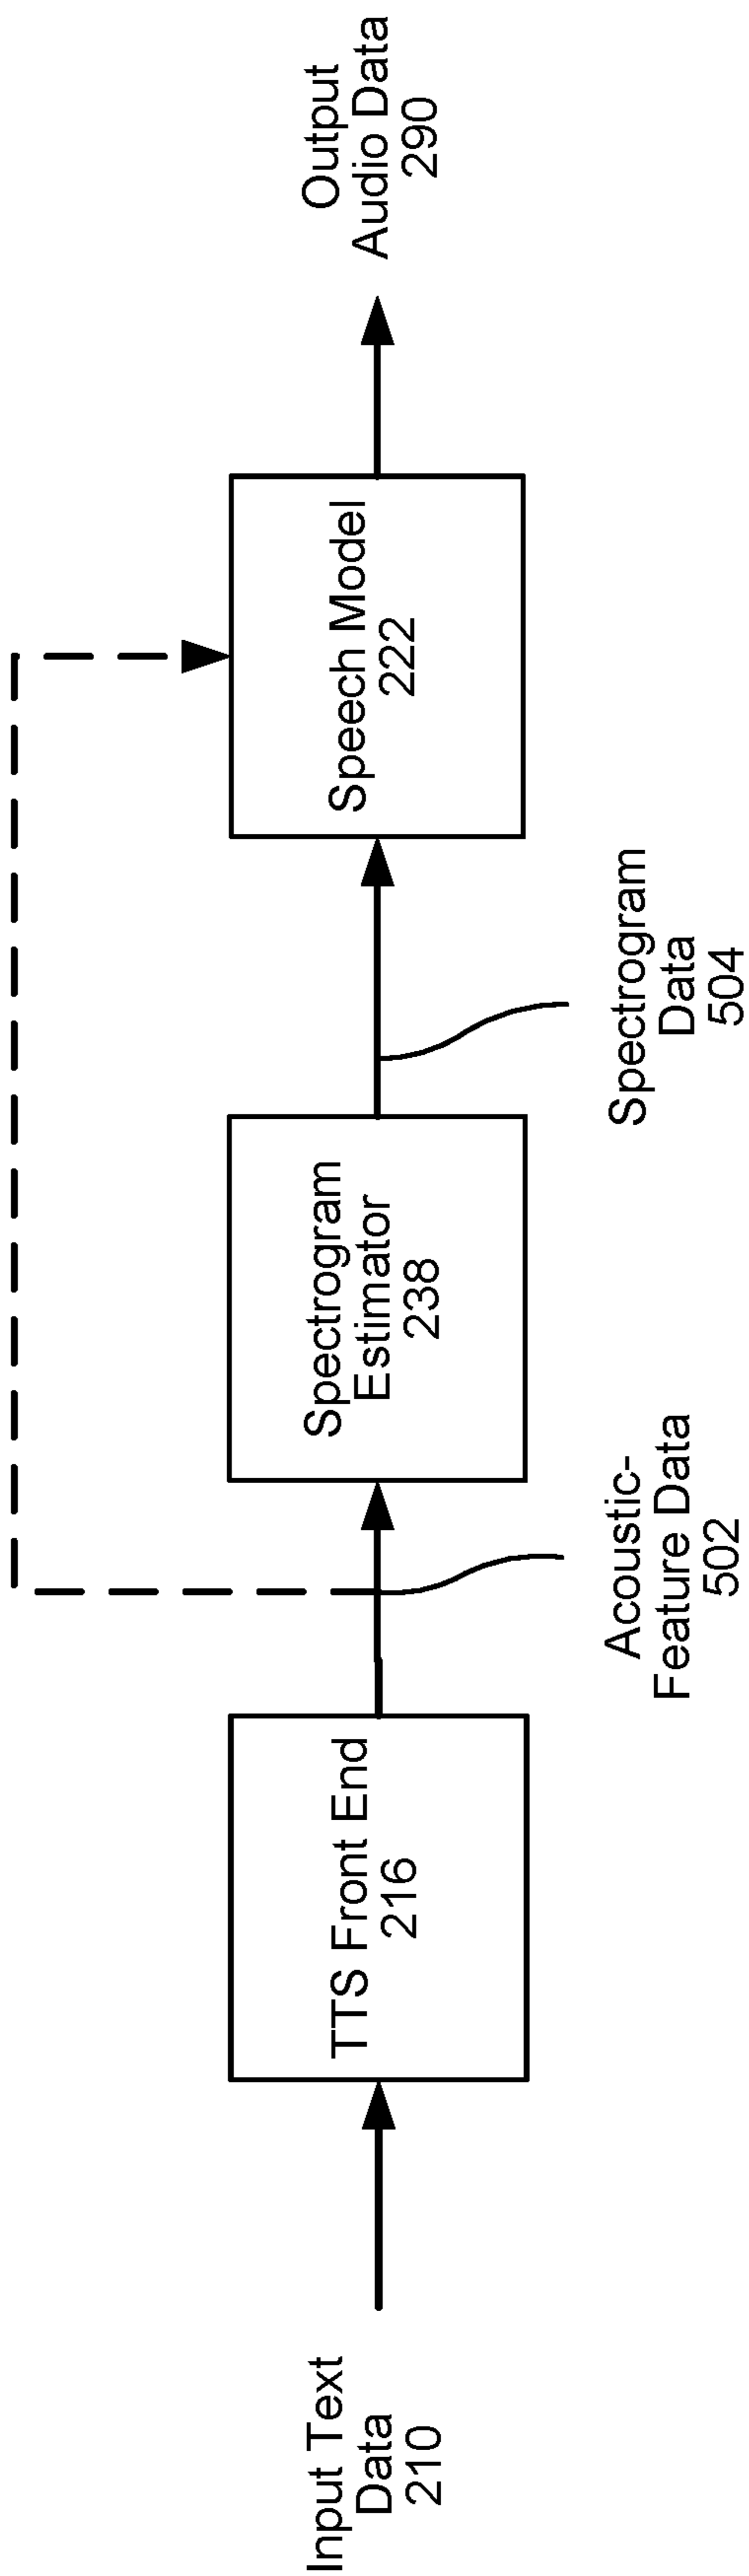 Input Text
Data
210
TTS Front End
216
Acoustic-
Feature Data
502
Spectrogram
Estimator
238
Spectrogram
Data
504
Speech Model
222
Output
Audio Data
290